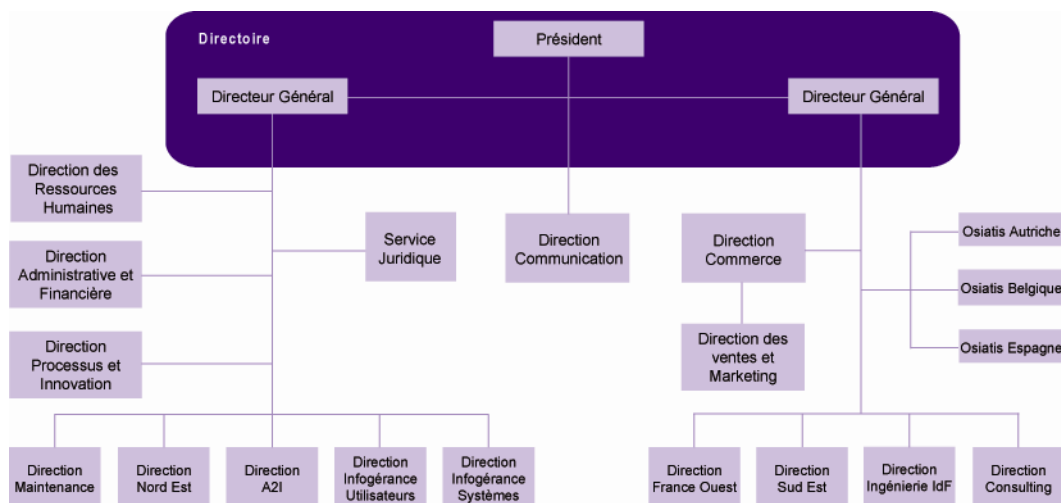 Directoire
Président
Directeur Général
Directeur Général
Direction des
Ressources
Humaines
Service
Juridique
Direction
Communication
Direction
Commerce
Osiatis Autriche
Direction
Administrative et
Financière
Osiatis Belgique
Direction
Processus et
Innovation
Direction des
ventes et
Marketing
Osiatis Espagne
Direction
Maintenance
Direction
Nord Est
Direction
A2I
Direction
Infogérance
Utilisateurs
Direction
Infogérance
Systèmes
Direction
France Ouest
Direction
Sud Est
Direction
Ingénierie IdF
Direction
Consulting